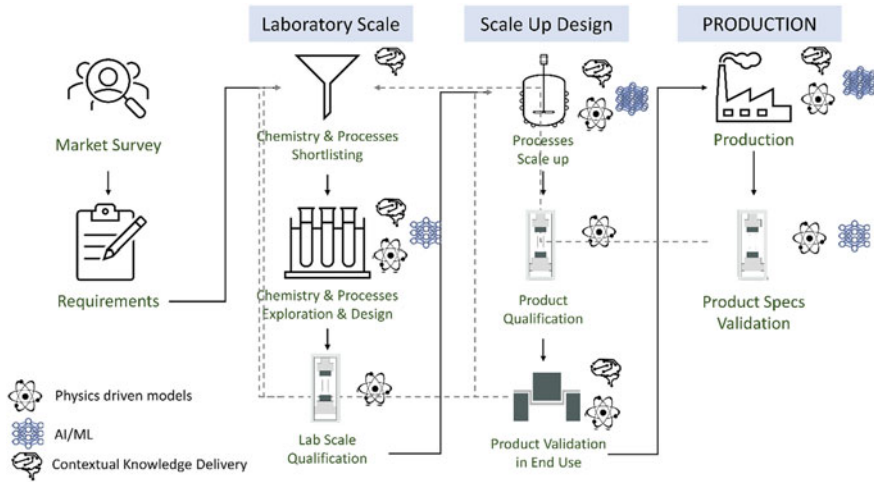 Laboratory Scale
Scale Up Design
PRODUCTION
Market Survey
Requirements
Chemistry & Processes
Shortlisting
Chemistry & Processes
Exploration & Design
Lab Scale
Qualification
Processes
Scale up
Product
Qualification
Product Validation
in End Use
Production
Product Specs
Validation
Physics driven models
AI/ML
Contextual Knowledge Delivery